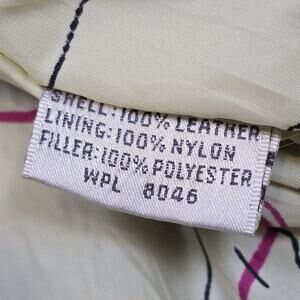 SHELL:100% LEATHER
LINING:100% NYLON
FILLER:100% POLYESTER
WPL 8046